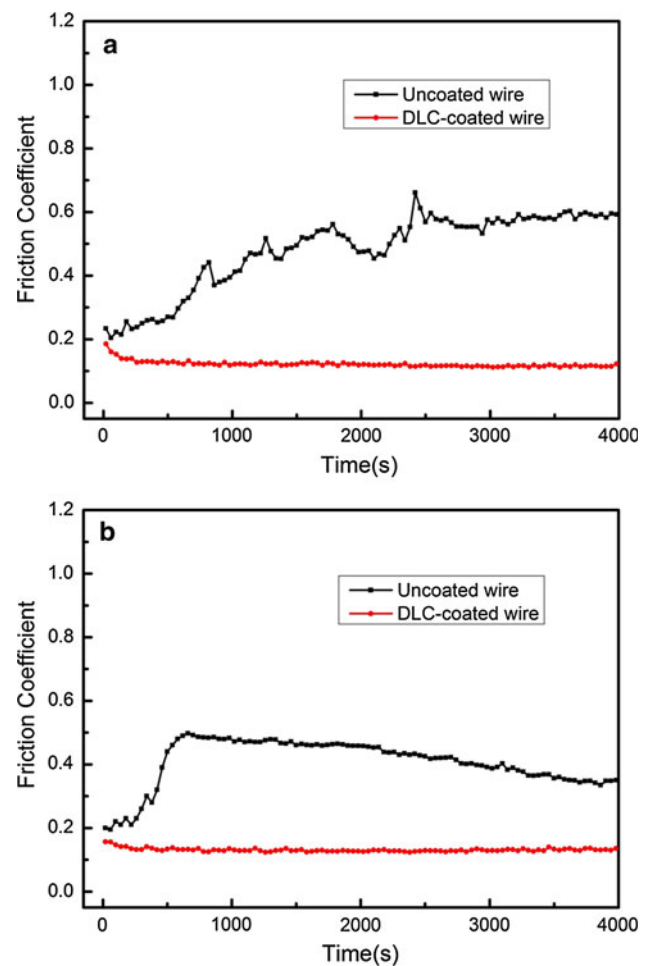 a
1.2
1.0
0.8
0.6
0.4
0.2
0.0
Friction Coefficient
Uncoated wire
DLC-coated wire
0 1000 2000 3000 4000
Time(s)
b
1.2
1.0
0.8
0.6
0.4
0.2
0.0
Friction Coefficient
Uncoated wire
DLC-coated wire
0 1000 2000 3000 4000
Time(s)